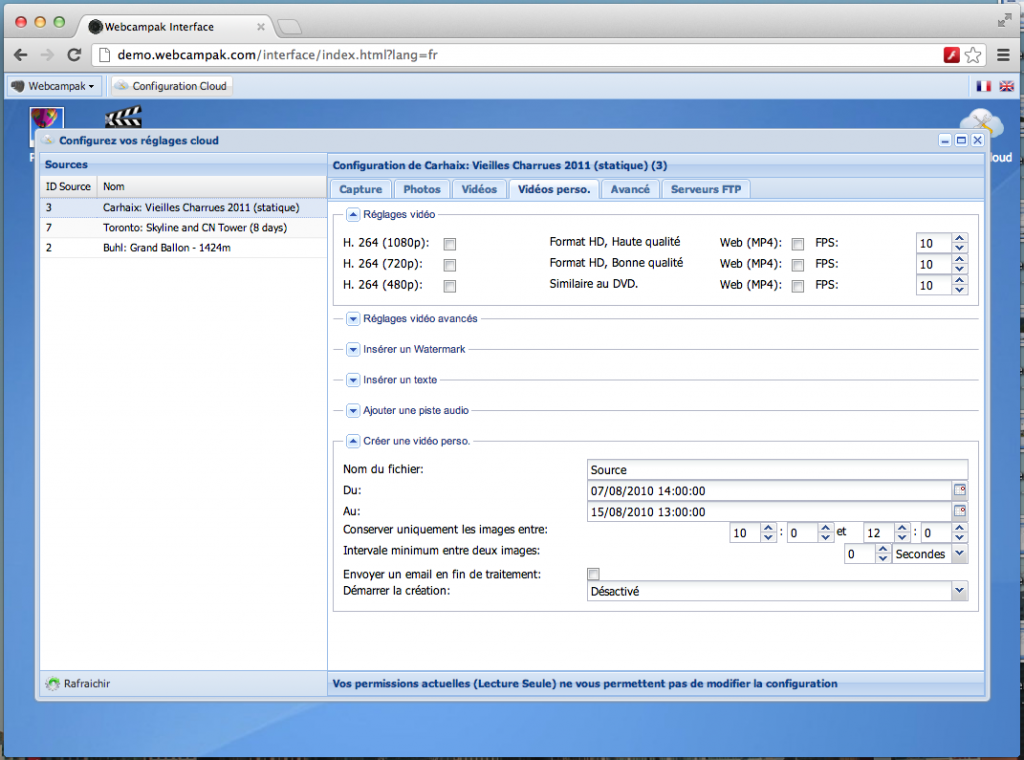 Webcampak Interface
demo.webcampak.com/interface/index.html?lang=fr
Webcampak
Configuration Cloud
Configurez vos réglages cloud
Sources
Configuration de Carhaix: Vieilles Charrues 2011 (statique) (3)
ID Source Nom
3 Carhaix: Vieilles Charrues 2011 (statique)
7 Toronto: Skyline and CN Tower (8 days)
2 Buhl: Grand Ballon - 1424m
Capture Photos Vidéos Vidéos perso. Avancé Serveurs FTP
Réglages vidéo
H. 264 (1080p): Format HD, Haute qualité Web (MP4): FPS: 10
H. 264 (720p): Format HD, Bonne qualité Web (MP4): FPS: 10
H. 264 (480p): Similaire au DVD. Web (MP4): FPS: 10
Réglages vidéo avancés
Insérer un Watermark
Insérer un texte
Ajouter une piste audio
Créer une vidéo perso.
Nom du fichier: Source
Du: 07/08/2010 14:00:00
Au: 15/08/2010 13:00:00
Conserver uniquement les images entre: 10 : 0 et 12 : 0
Intervale minimum entre deux images: 0 Secondes
Envoyer un email en fin de traitement:
Démarrer la création: Désactivé
Rafraichir
Vos permissions actuelles (Lecture Seule) ne vous permettent pas de modifier la configuration